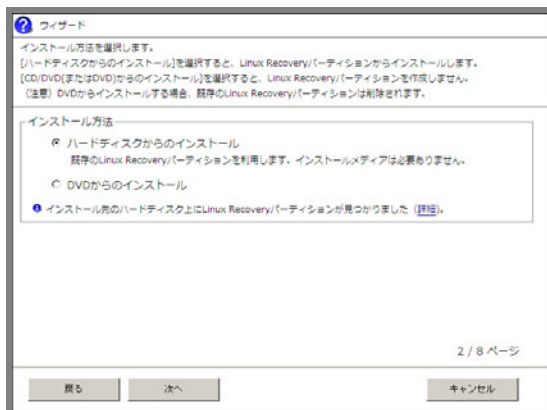 ウィザード
インストール方法を選択します。
[ハードディスクからのインストール]を選択すると、Linux Recoveryパーティションからインストールします。
[CD/DVD(またはDVD)からのインストール]を選択すると、Linux Recoveryパーティションを作成しません。
（注意）DVDからインストールする場合、既存のLinux Recoveryパーティションは削除されます。
インストール方法
ハードディスクからのインストール
既存のLinux Recoveryパーティションを利用します。インストールメディアは必要ありません。
DVDからのインストール
インストール先のハードディスク上にLinux Recoveryパーティションが見つかりました（詳細）。
2 / 8 ページ
戻る 次へ キャンセル